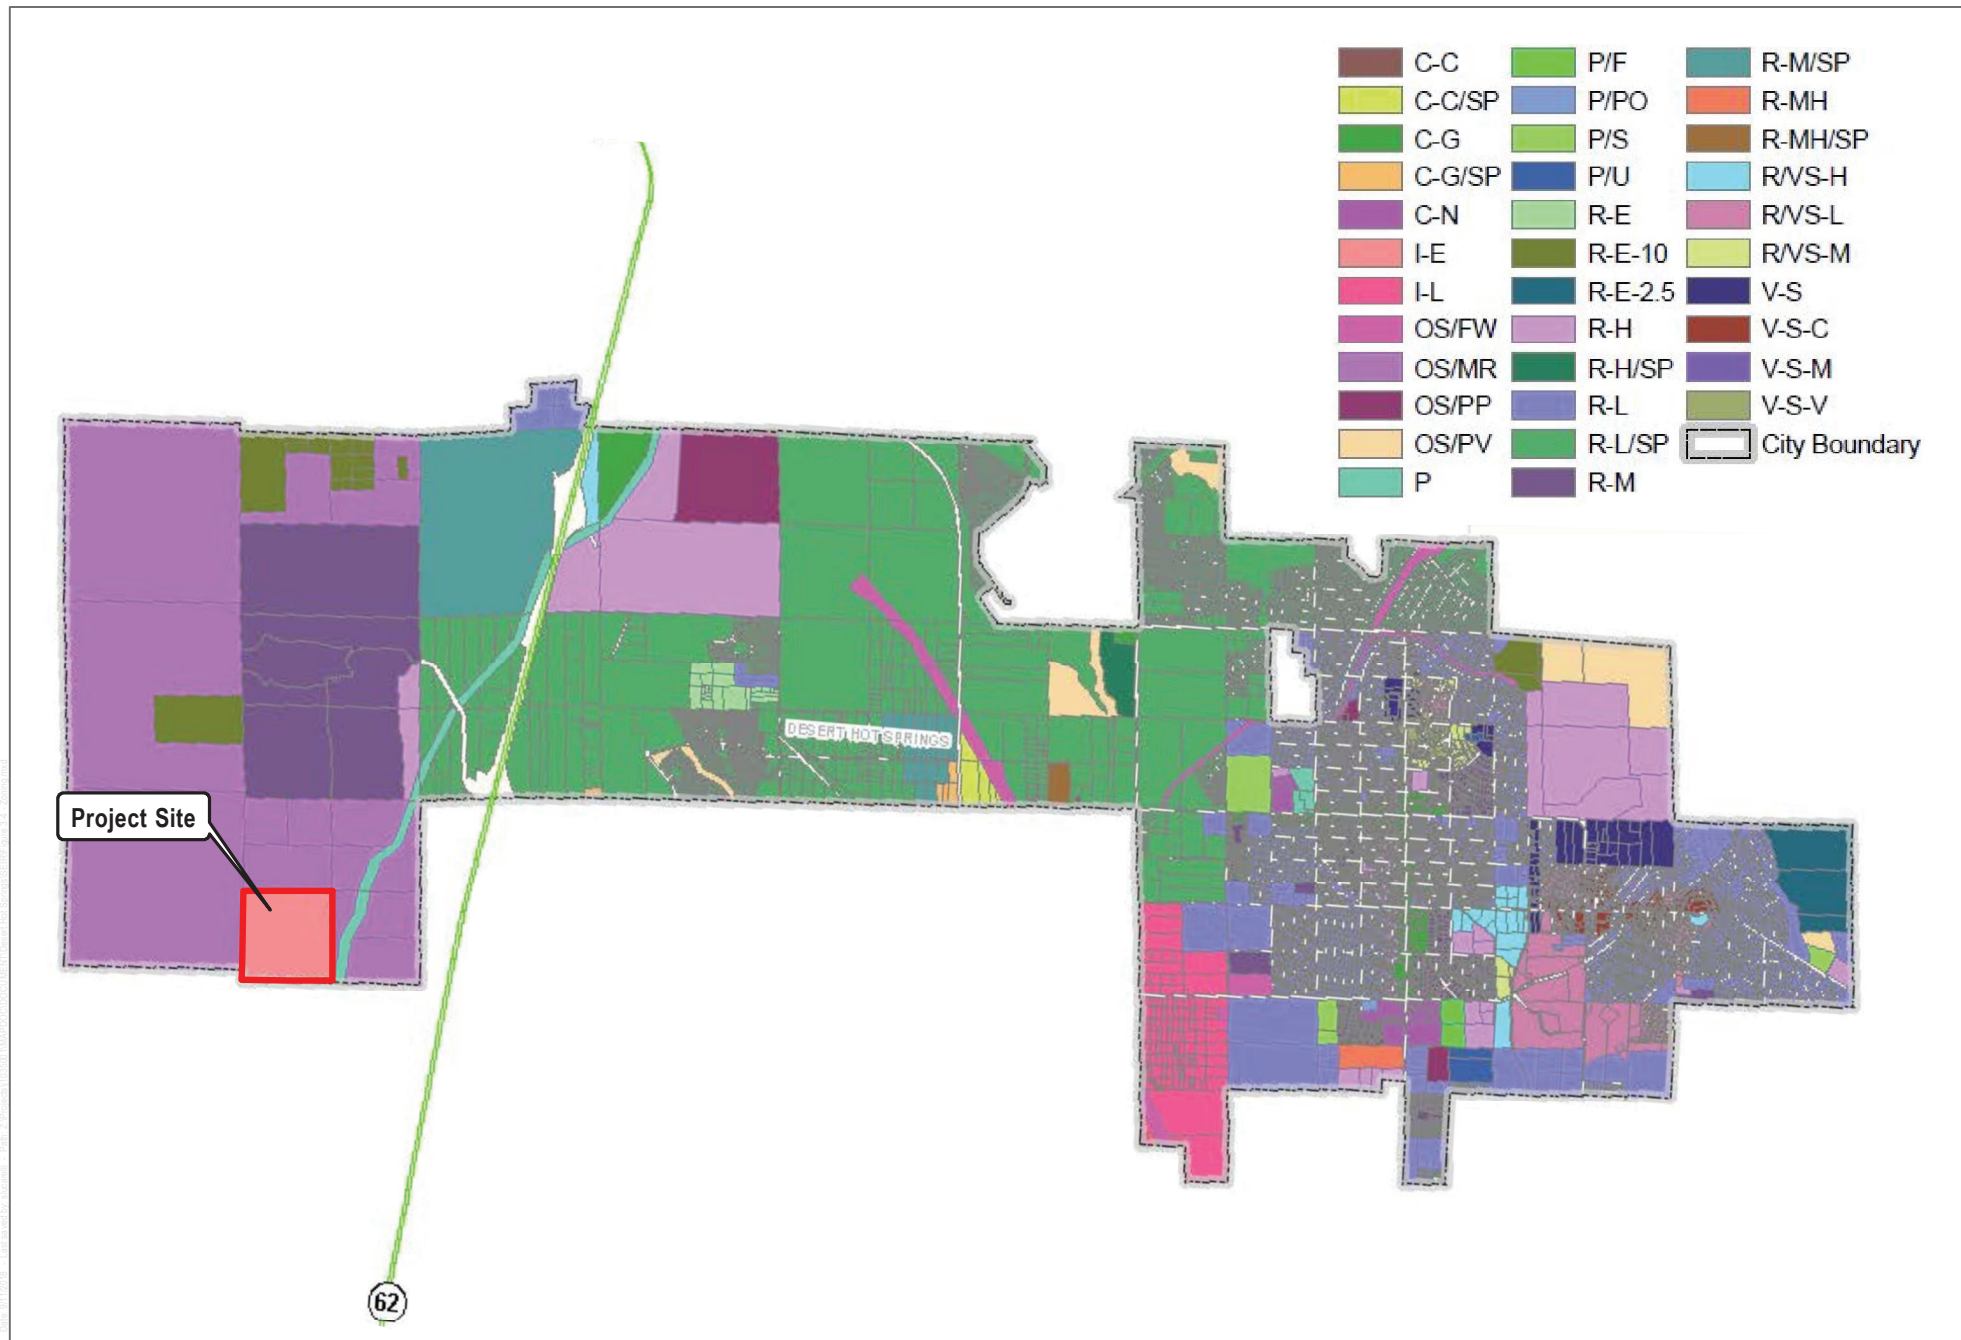 C-C
C-C/SP
C-G
C-G/SP
C-N
I-E
I-L
OS/FW
OS/MR
OS/PP
OS/PV
P
P/F
P/PO
P/S
P/U
R-E
R-E-10
R-E-2.5
R-H
R-H/SP
R-L
R-L/SP
R-M
R-M/SP
R-MH
R-MH/SP
R/VS-H
R/VS-L
R/VS-M
V-S
V-S-C
V-S-M
V-S-V
City Boundary
DESERT HOT SPRINGS
Project Site
62